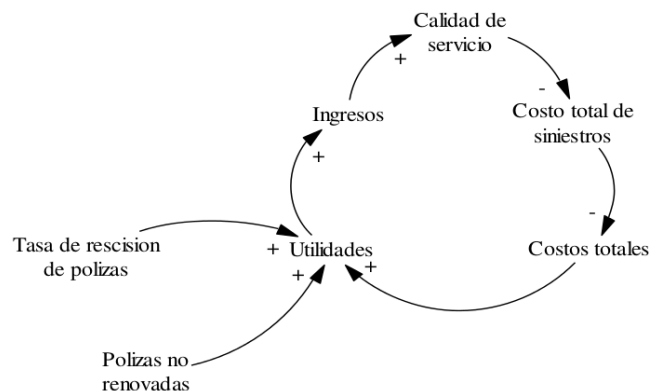 Calidad de
servicio
+
-
Ingresos
Costo total de
siniestros
+
-
Tasa de rescision
de polizas
+ Utilidades +
+
Costos totales
Polizas no
renovadas